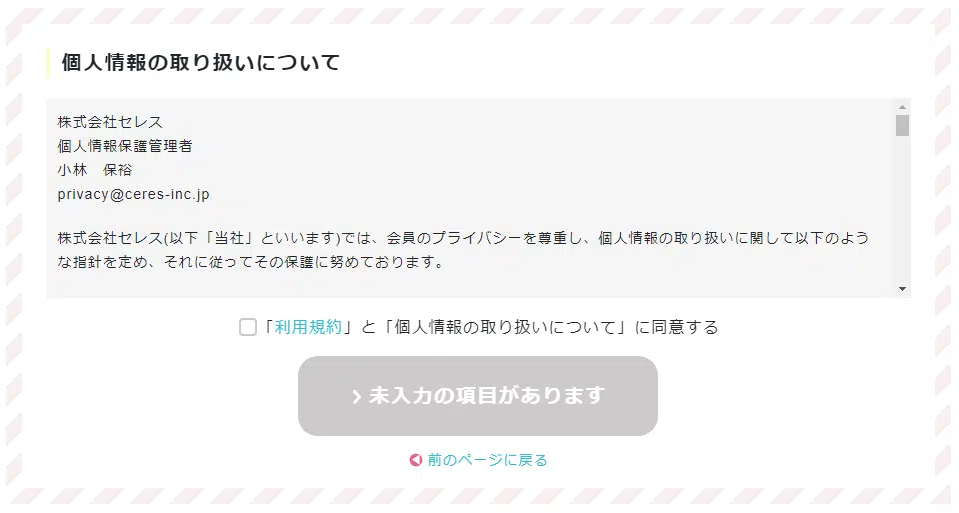 個人情報の取り扱いについて
株式会社セレス
個人情報保護管理者
小林　保裕
privacy@ceres-inc.jp
株式会社セレス(以下「当社」といいます)では、会員のプライバシーを尊重し、個人情報の取り扱いに関して以下のよう
な指針を定め、それに従ってその保護に努めております。
「利用規約」と「個人情報の取り扱いについて」に同意する
未入力の項目があります
前のページに戻る